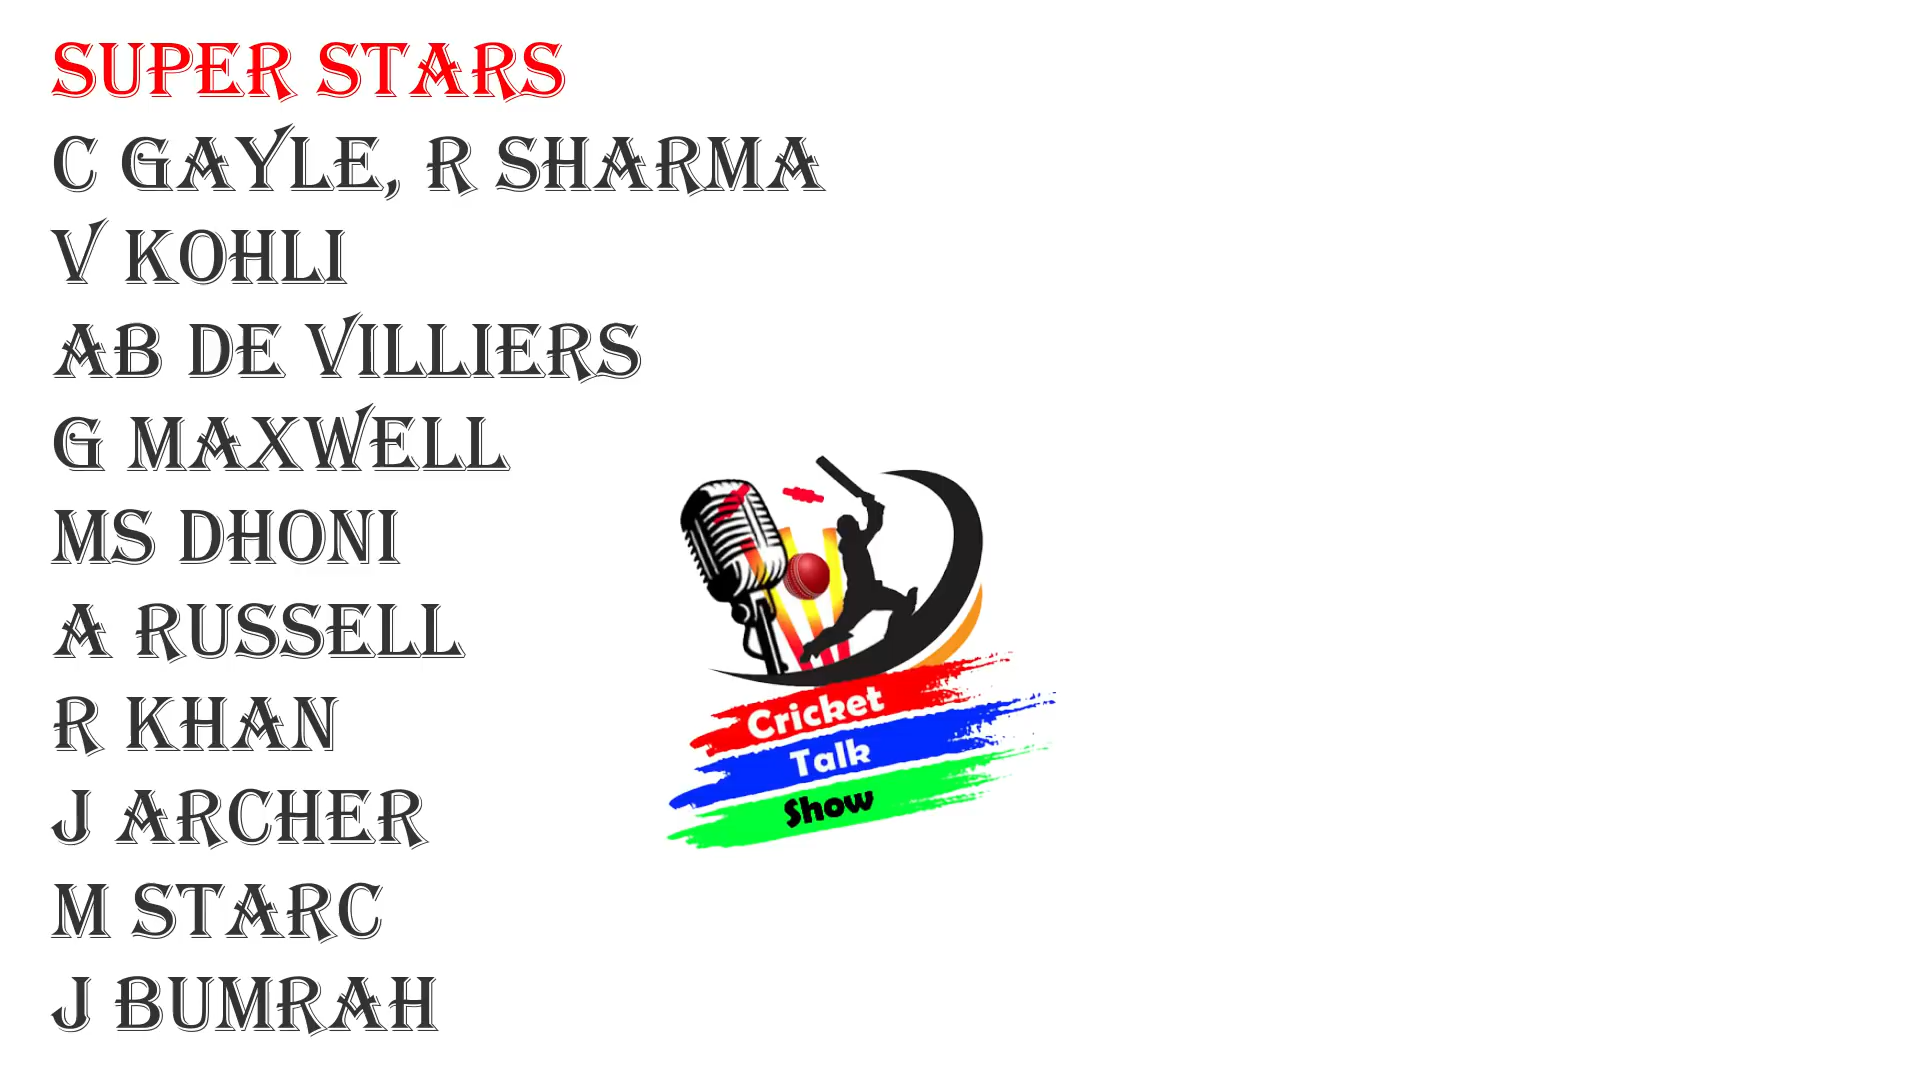 SUPER STARS
C GAYLE, R SHARMA
V KOHLI
AB DE VILLIERS
G MAXWELL
MS DHONI
A RUSSELL
R KHAN
J ARCHER
M STARC
J BUMRAH
Cricket
Talk
Show